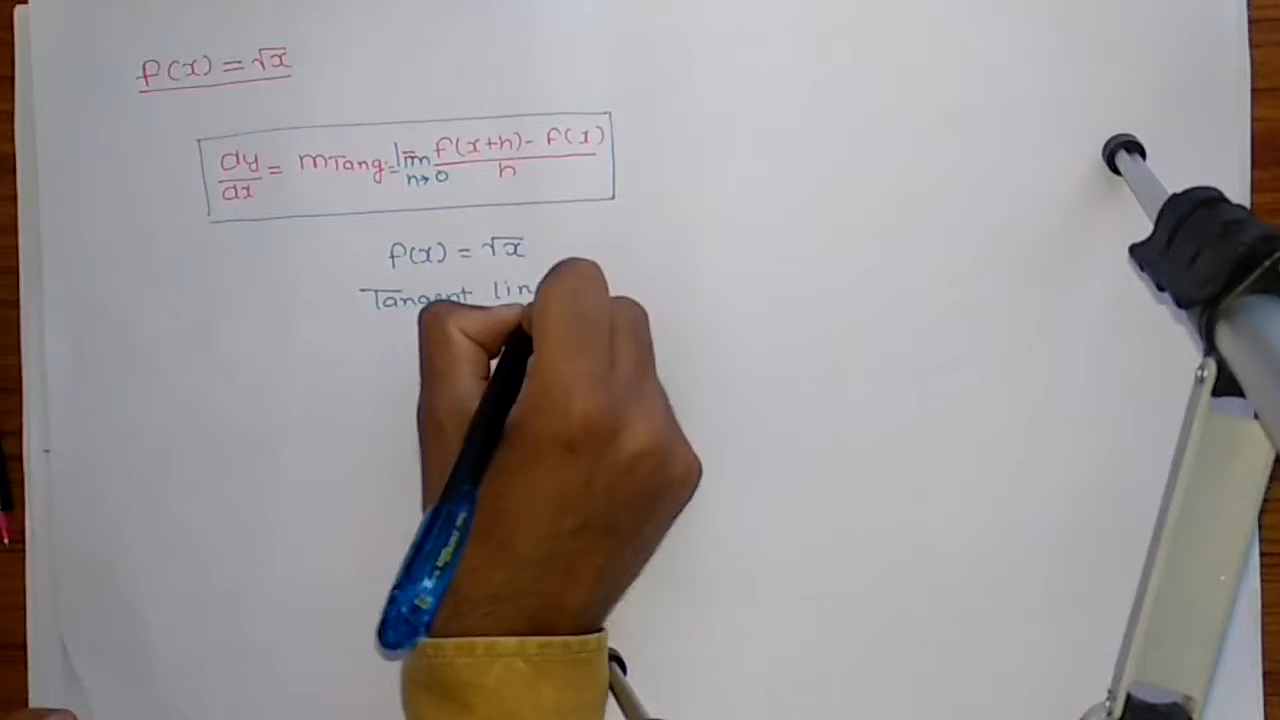 f(x) = √x
dy/dx = mTang = lim h→0 f(x+h) - f(x) / h
f(x) = √x
Tangent lin